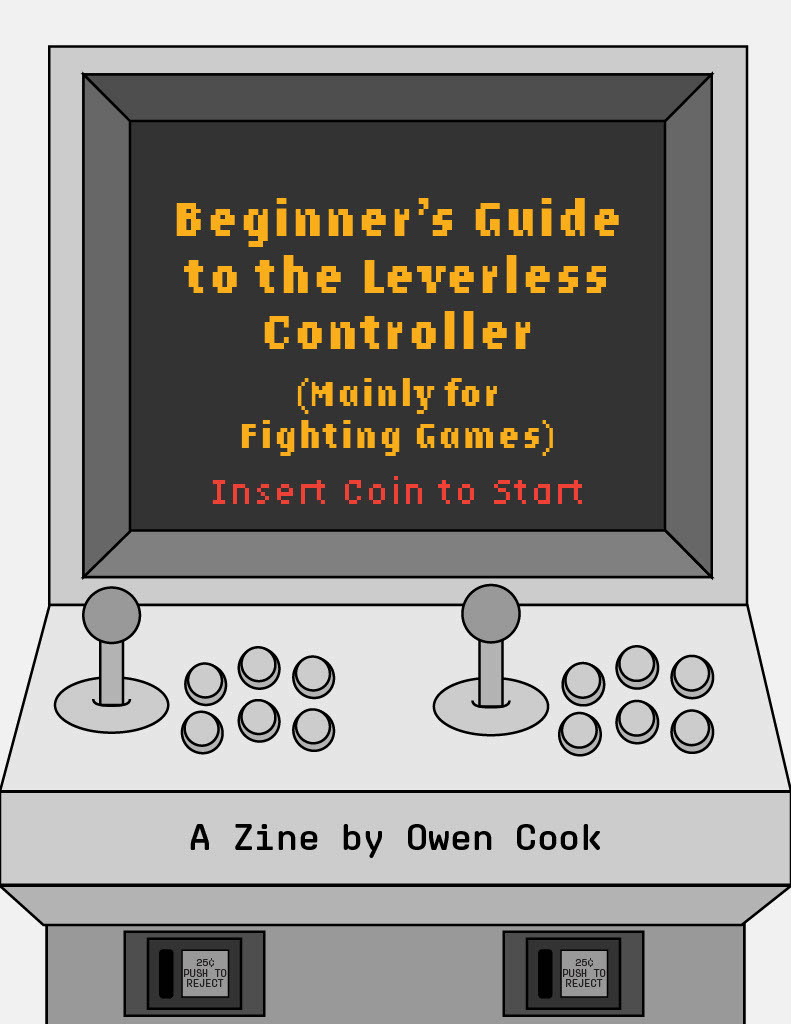 Beginner’s Guide
to the Leverless
Controller
(Mainly for
Fighting Games)
Insert Coin to Start
A Zine by Owen Cook
25¢
PUSH TO
REJECT
25¢
PUSH TO
REJECT